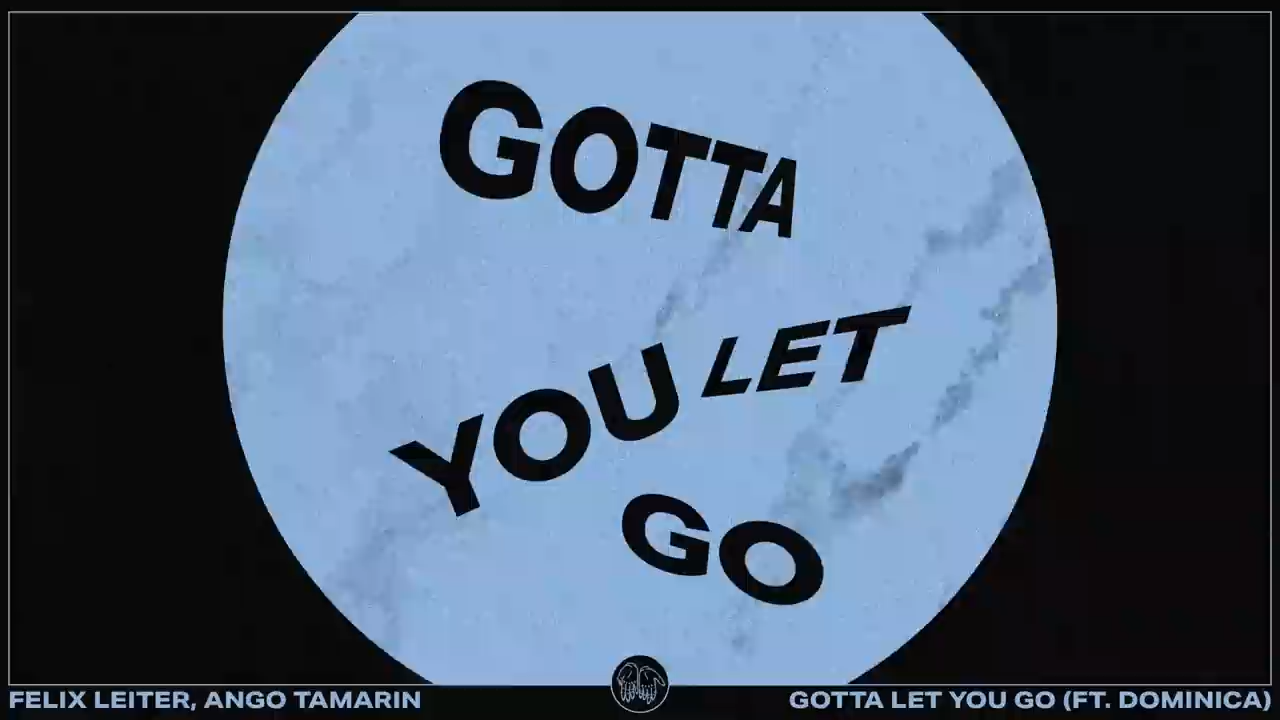 GOTTA
YOU LET
GO
FELIX LEITER, ANGO TAMARIN
GOTTA LET YOU GO (FT. DOMINICA)